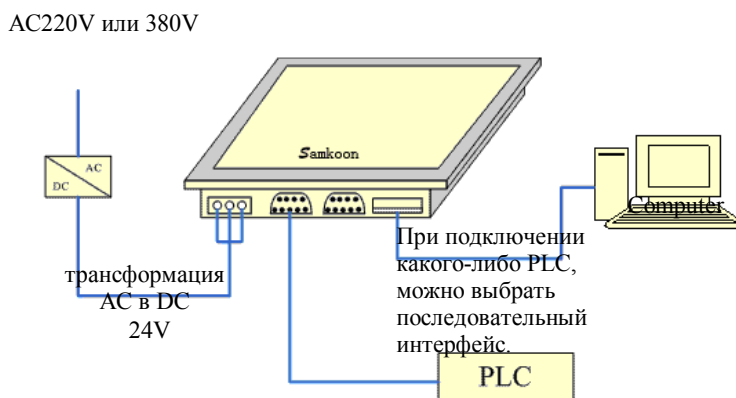 AC220V или 380V
AC
DC
Samkoon
Computer
При подключении
какого-либо PLC,
можно выбрать
последовательный
интерфейс.
трансформация
AC в DC
24V
PLC